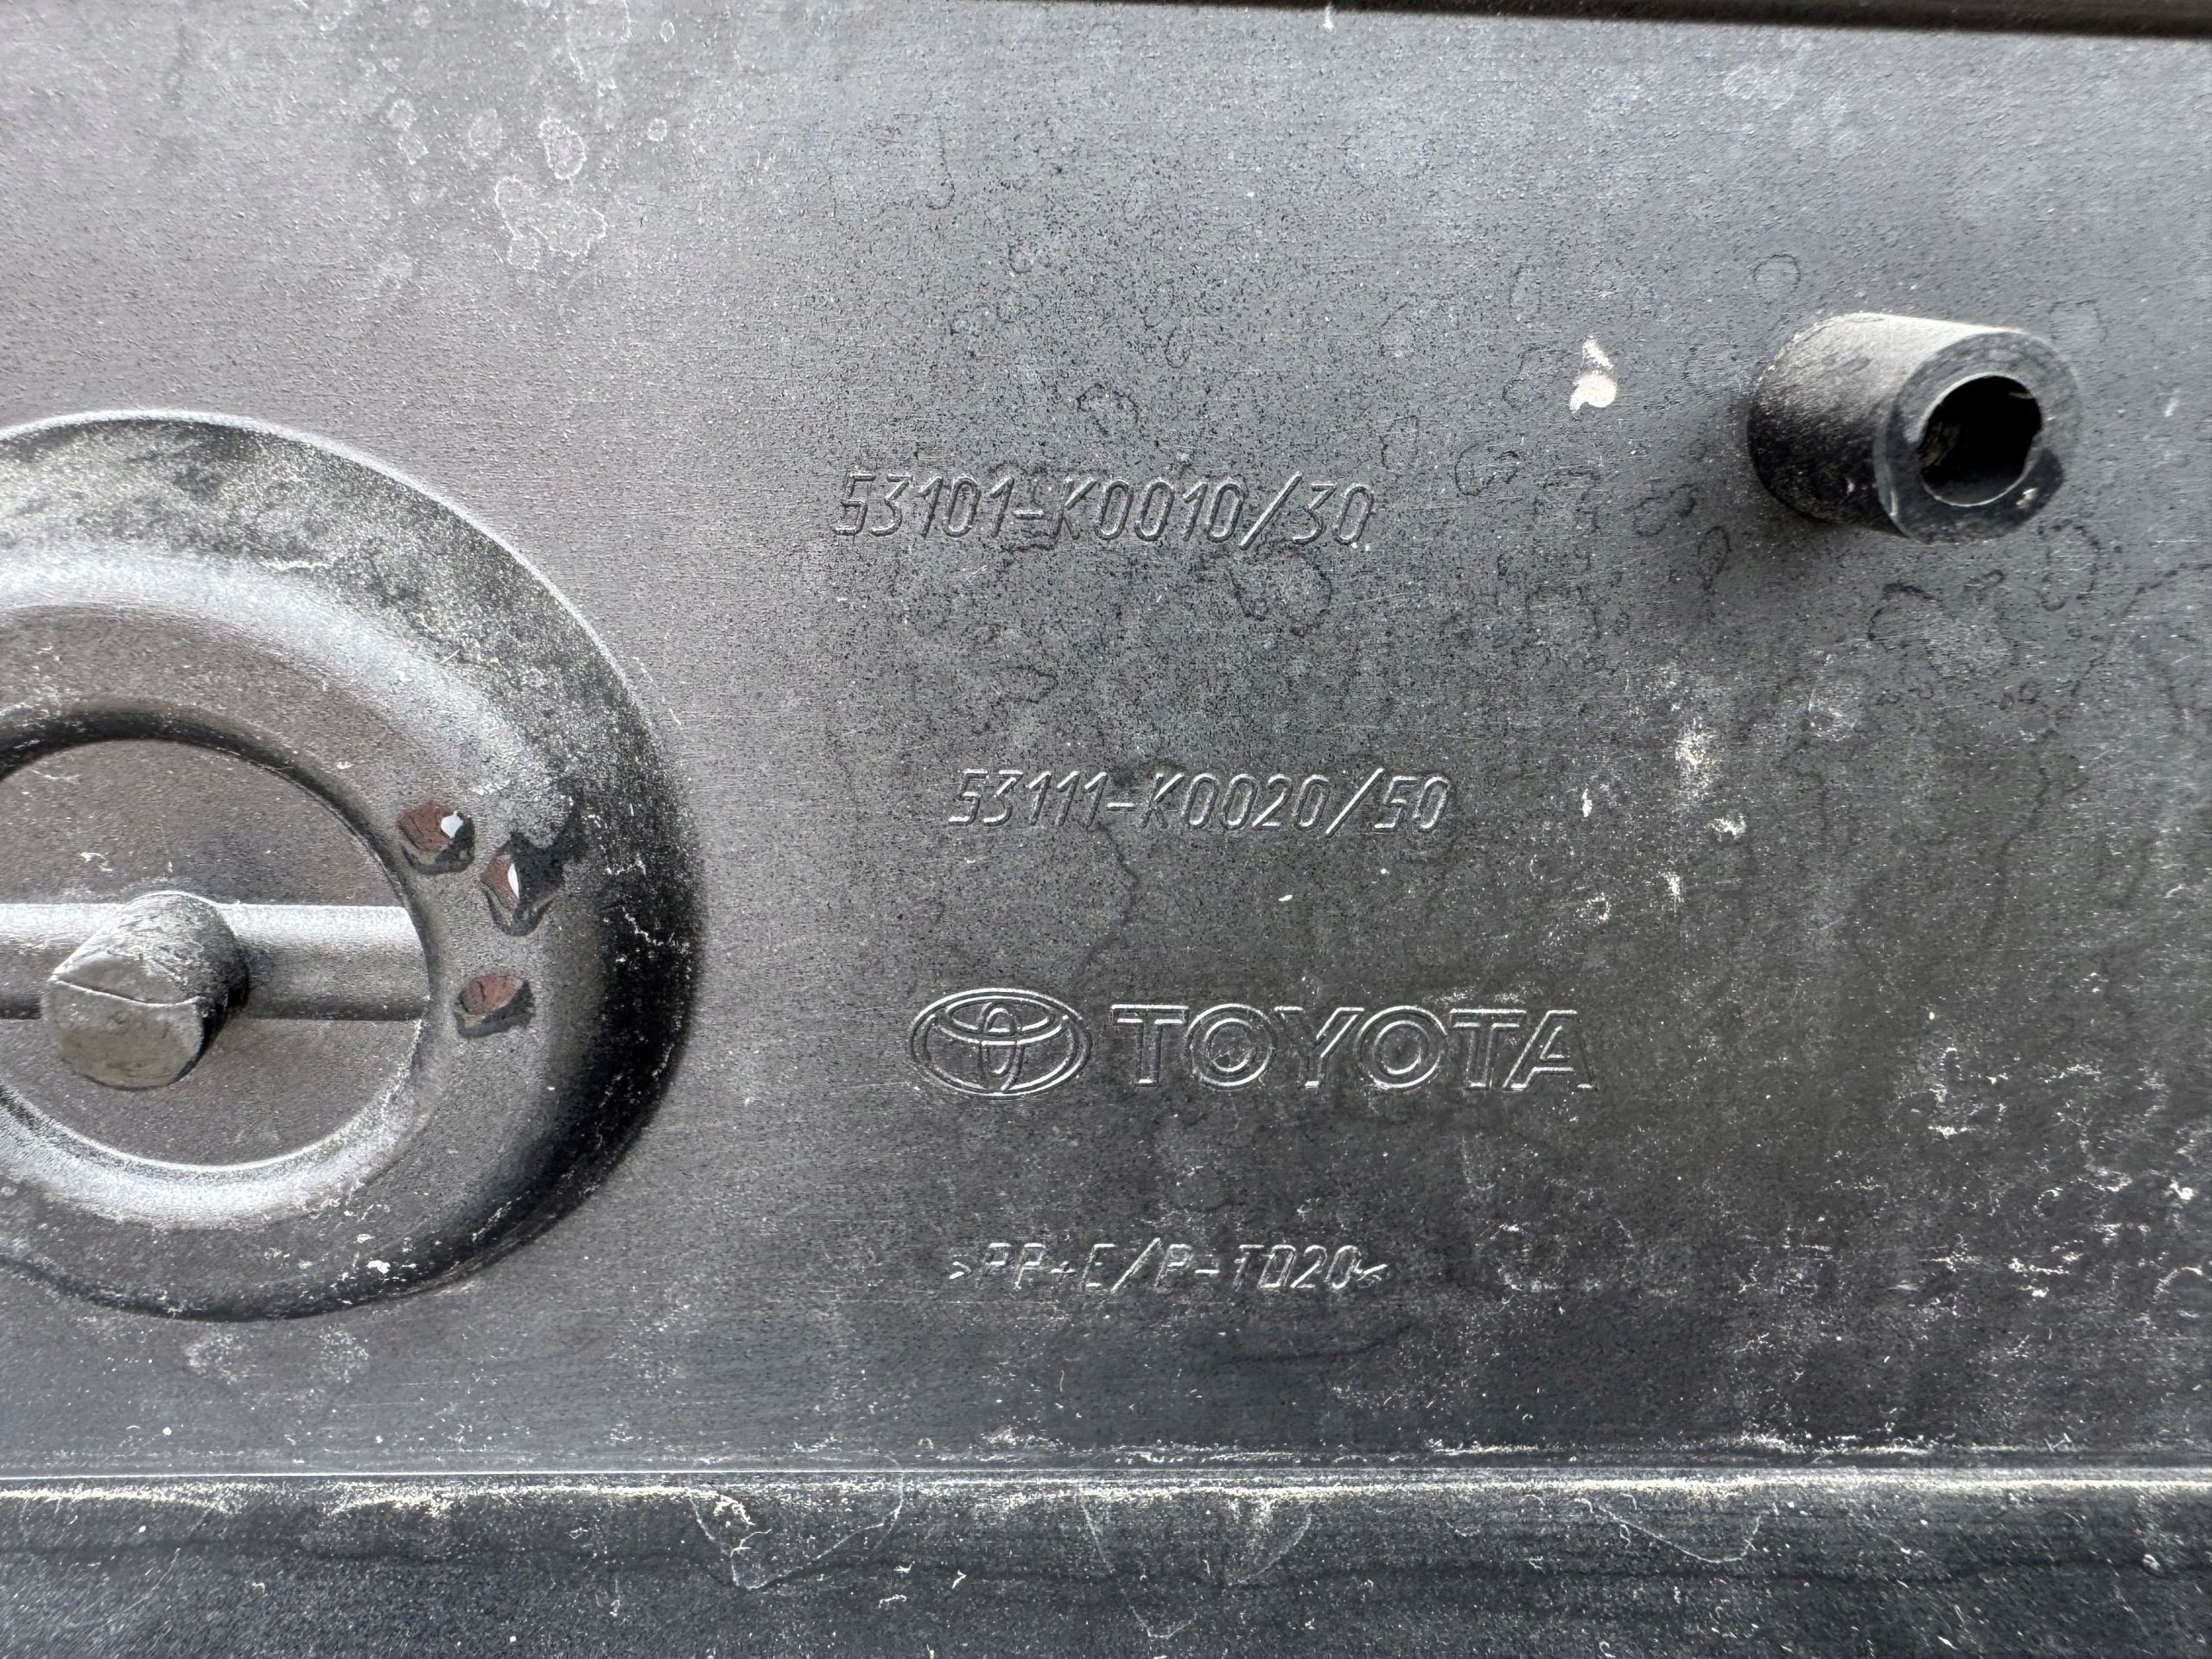 53101-K0010/30
53111-K0020/50
TOYOTA
>PP+E/P-TD20<